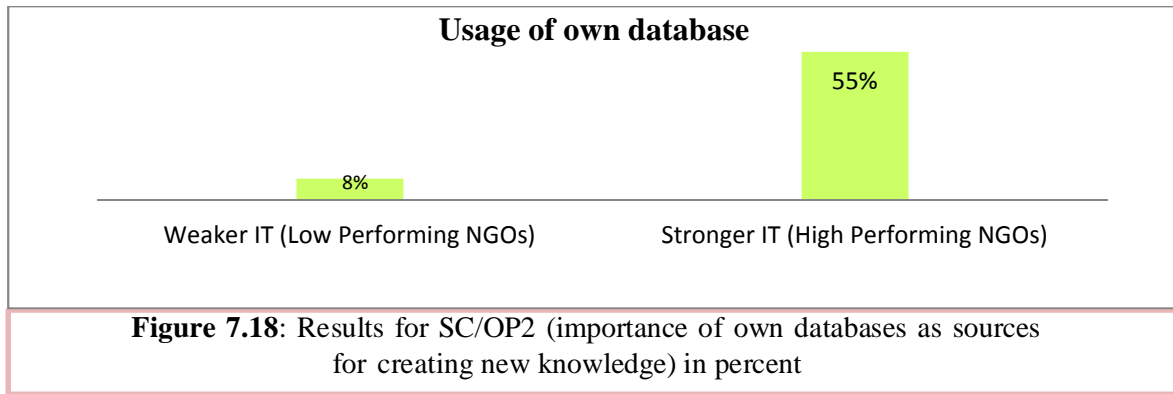 Usage of own database
55%
8%
Weaker IT (Low Performing NGOs) Stronger IT (High Performing NGOs)
Figure 7.18: Results for SC/OP2 (importance of own databases as sources
for creating new knowledge) in percent